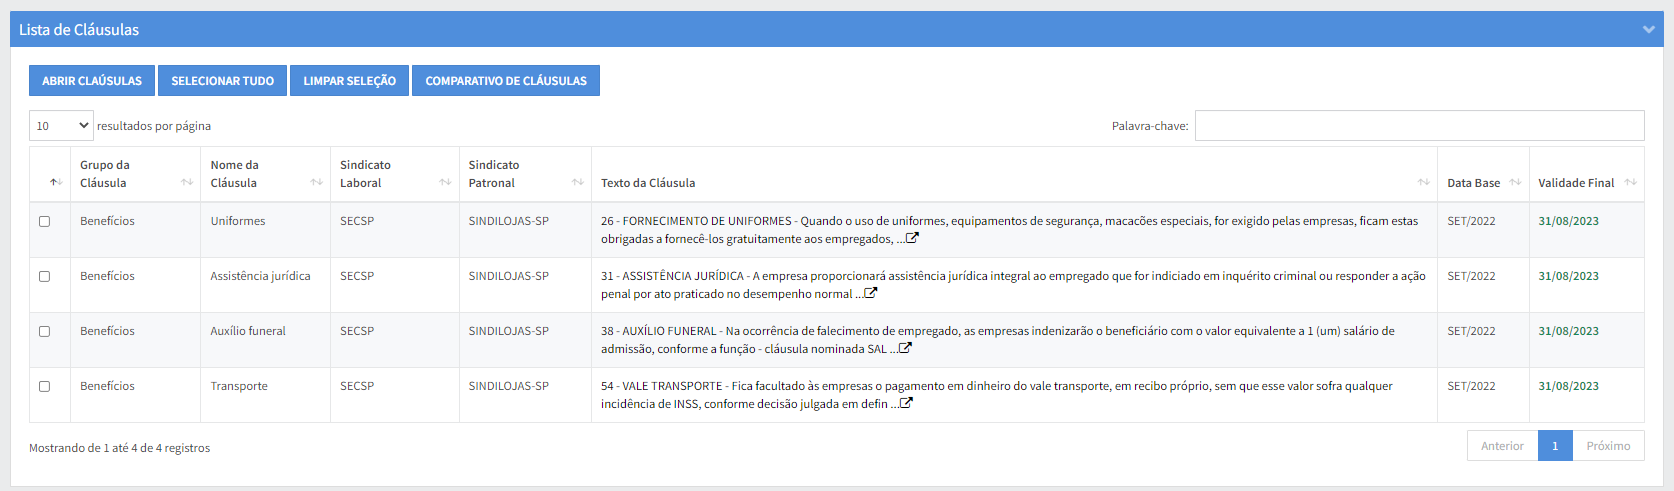 Lista de Cláusulas
ABRIR CLAÚSULAS SELECIONAR TUDO LIMPAR SELEÇÃO COMPARATIVO DE CLÁUSULAS
10 resultados por página Palavra-chave:
Grupo da Cláusula Nome da Cláusula Sindicato Laboral Sindicato Patronal Texto da Cláusula Data Base Validade Final
Benefícios Uniformes SECSP SINDILOJAS-SP 26 - FORNECIMENTO DE UNIFORMES - Quando o uso de uniformes, equipamentos de segurança, macacões especiais, for exigido pelas empresas, ficam estas SET/2022 31/08/2023
obrigadas a fornecê-los gratuitamente aos empregados, ...
Benefícios Assistência jurídica SECSP SINDILOJAS-SP 31 - ASSISTÊNCIA JURÍDICA - A empresa proporcionará assistência jurídica integral ao empregado que for indiciado em inquérito criminal ou responder a ação SET/2022 31/08/2023
penal por ato praticado no desempenho normal ...
Benefícios Auxílio funeral SECSP SINDILOJAS-SP 38 - AUXÍLIO FUNERAL - Na ocorrência de falecimento de empregado, as empresas indenizarão o beneficiário com o valor equivalente a 1 (um) salário de SET/2022 31/08/2023
admissão, conforme a função - cláusula nominada SAL ...
Benefícios Transporte SECSP SINDILOJAS-SP 54 - VALE TRANSPORTE - Fica facultado às empresas o pagamento em dinheiro do vale transporte, em recibo próprio, sem que esse valor sofra qualquer SET/2022 31/08/2023
incidência de INSS, conforme decisão julgada em defin ...
Mostrando de 1 até 4 de 4 registros Anterior 1 Próximo